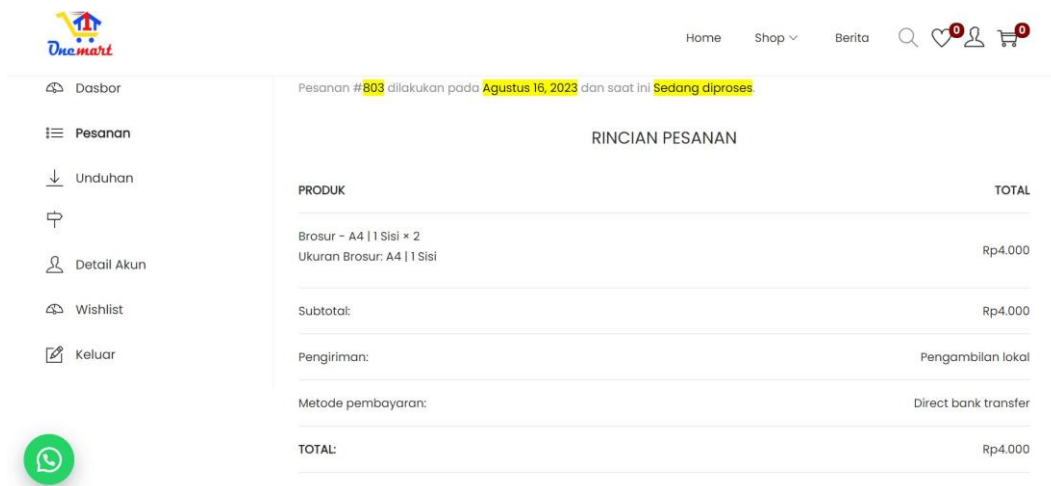 Onemart
Home Shop Berita 0 0
Dasbor
Pesanan
Unduhan
Detail Akun
Wishlist
Keluar
Pesanan #803 dilakukan pada Agustus 16, 2023 dan saat ini Sedang diproses.
RINCIAN PESANAN
PRODUK TOTAL
Brosur - A4 | 1 Sisi × 2
Ukuran Brosur: A4 | 1 Sisi
Rp4.000
Subtotal: Rp4.000
Pengiriman: Pengambilan lokal
Metode pembayaran: Direct bank transfer
TOTAL: Rp4.000